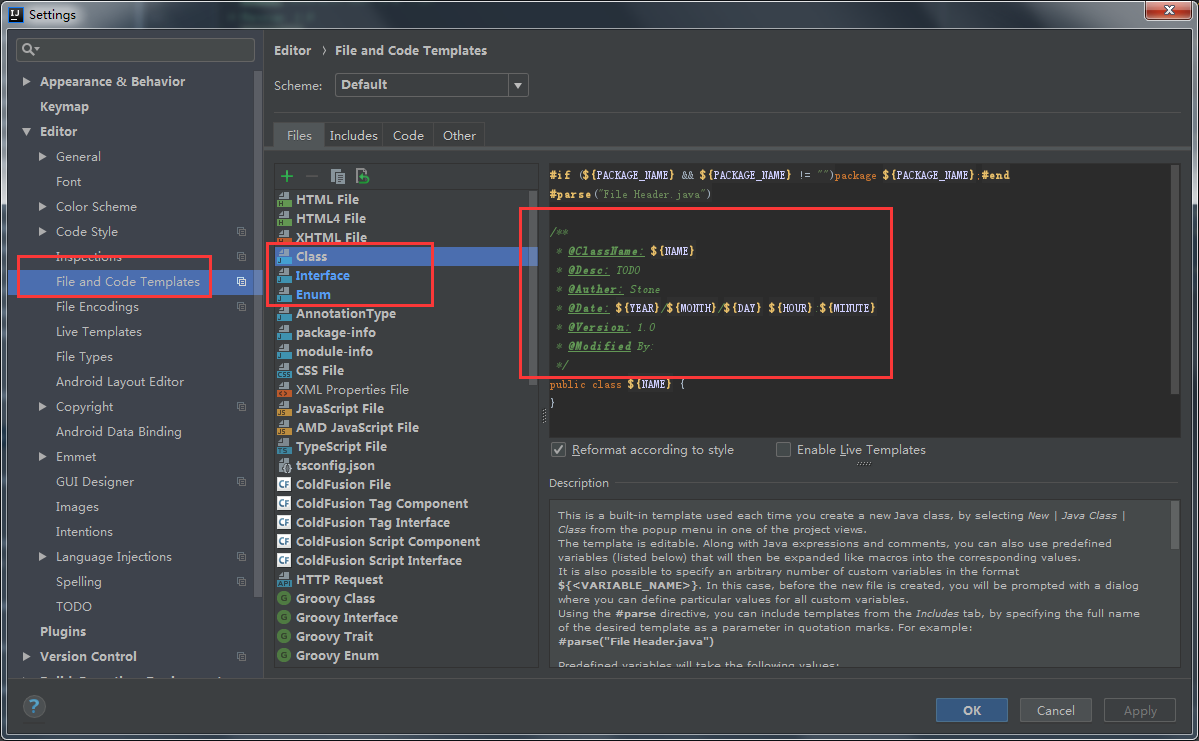 Settings
Appearance & Behavior
Keymap
Editor
General
Font
Color Scheme
Code Style
Inspections
File and Code Templates
File Encodings
Live Templates
File Types
Android Layout Editor
Copyright
Android Data Binding
Emmet
GUI Designer
Images
Intentions
Language Injections
Spelling
TODO
Plugins
Version Control
Editor › File and Code Templates
Scheme: Default
Files Includes Code Other
HTML File
HTML4 File
XHTML File
Class
Interface
Enum
AnnotationType
package-info
module-info
CSS File
XML Properties File
JavaScript File
AMD JavaScript File
TypeScript File
tsconfig.json
ColdFusion File
ColdFusion Tag Component
ColdFusion Tag Interface
ColdFusion Script Component
ColdFusion Script Interface
HTTP Request
Groovy Class
Groovy Interface
Groovy Trait
Groovy Enum
#if (${PACKAGE_NAME} && ${PACKAGE_NAME} != "")package ${PACKAGE_NAME};#end
#parse("File Header.java")
/**
* @ClassName: ${NAME}
* @Desc: TODO
* @Auther: Stone
* @Date: ${YEAR}/${MONTH}/${DAY} ${HOUR}:${MINUTE}
* @Version: 1.0
* @Modified By:
*/
public class ${NAME} {
}
Reformat according to style Enable Live Templates
Description
This is a built-in template used each time you create a new Java class, by selecting New | Java Class |
Class from the popup menu in one of the project views.
The template is editable. Along with Java expressions and comments, you can also use predefined
variables (listed below) that will then be expanded like macros into the corresponding values.
It is also possible to specify an arbitrary number of custom variables in the format
${<VARIABLE_NAME>}. In this case, before the new file is created, you will be prompted with a dialog
where you can define particular values for all custom variables.
Using the #parse directive, you can include templates from the Includes tab, by specifying the full name
of the desired template as a parameter in quotation marks. For example:
#parse("File Header.java")
Predefined variables will take the following values:
? OK Cancel Apply